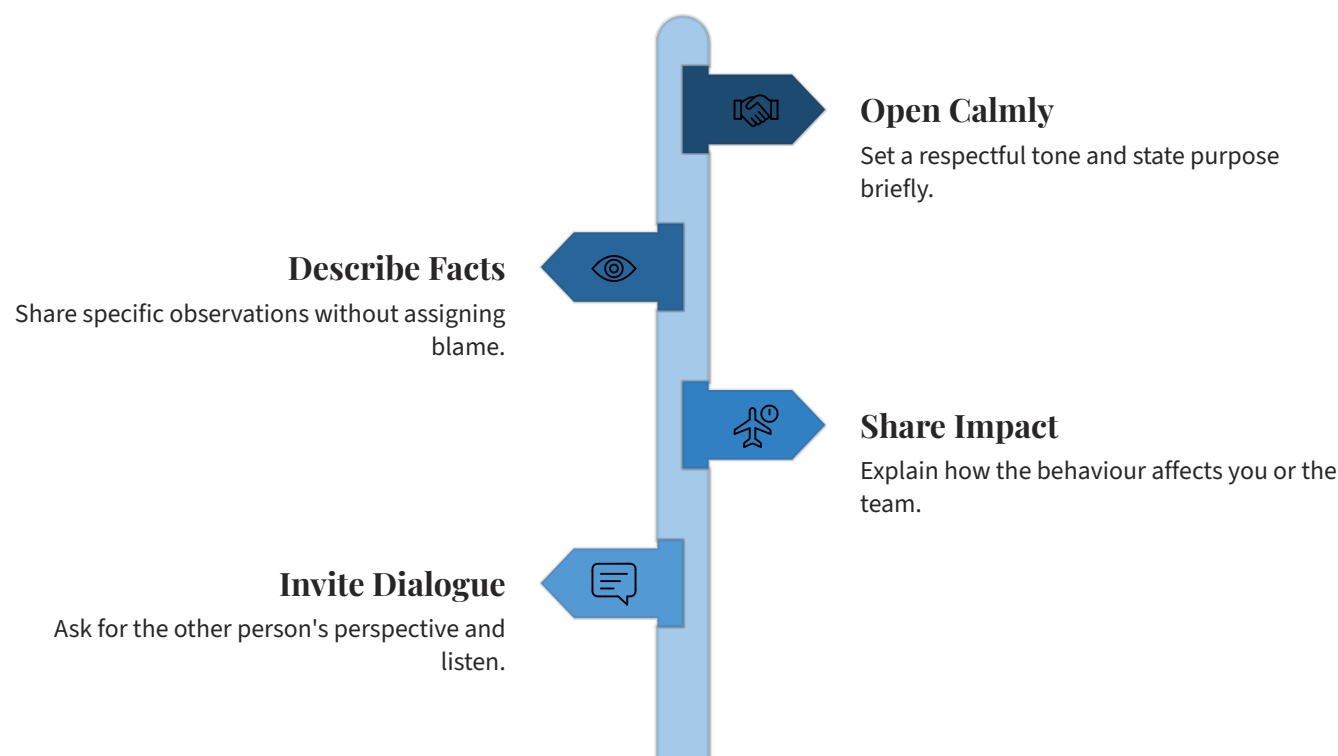 Open Calmly
Set a respectful tone and state purpose
briefly.
Describe Facts
Share specific observations without assigning
blame.
Share Impact
Explain how the behaviour affects you or the
team.
Invite Dialogue
Ask for the other person's perspective and
listen.